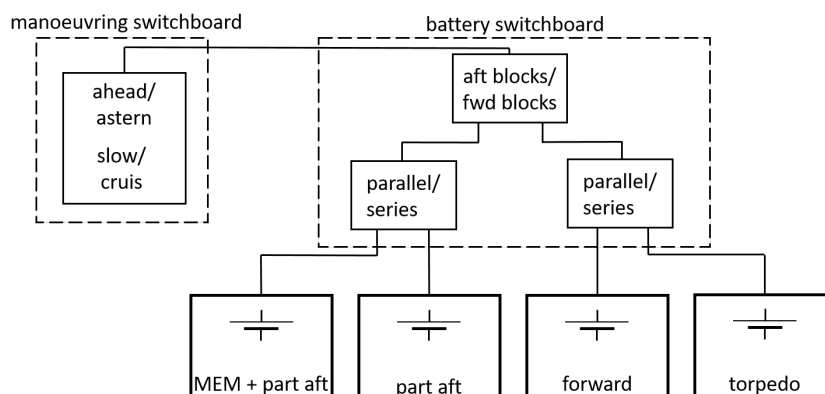 manoeuvring switchboard
battery switchboard
ahead/
astern
slow/
cruis
aft blocks/
fwd blocks
parallel/
series
parallel/
series
MEM + part aft
part aft
forward
torpedo